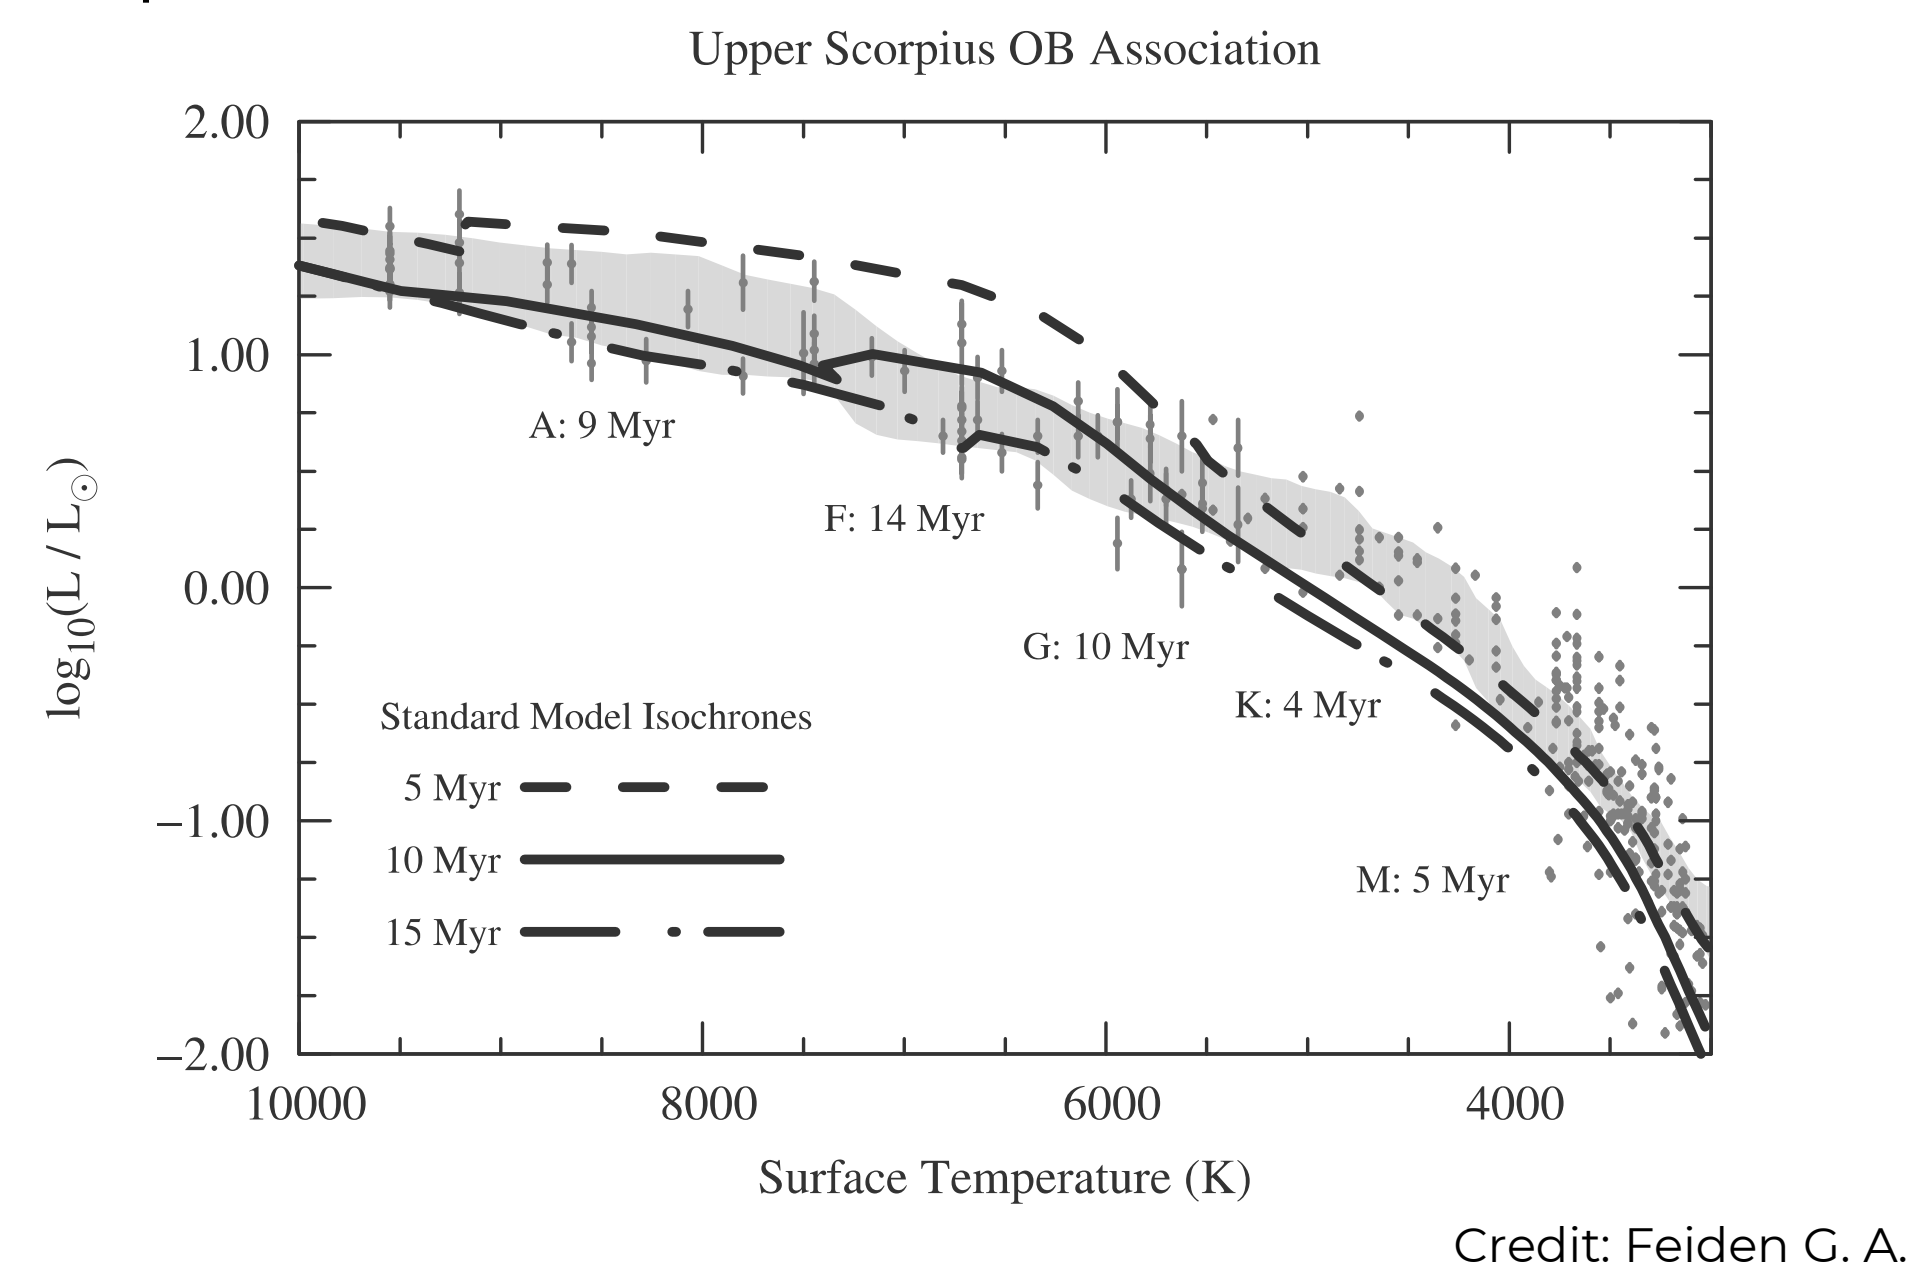 Upper Scorpius OB Association
log₁₀(L / L☉)
2.00
1.00
0.00
−1.00
−2.00
A: 9 Myr
F: 14 Myr
G: 10 Myr
K: 4 Myr
M: 5 Myr
Standard Model Isochrones
5 Myr
10 Myr
15 Myr
10000 8000 6000 4000
Surface Temperature (K)
Credit: Feiden G. A.